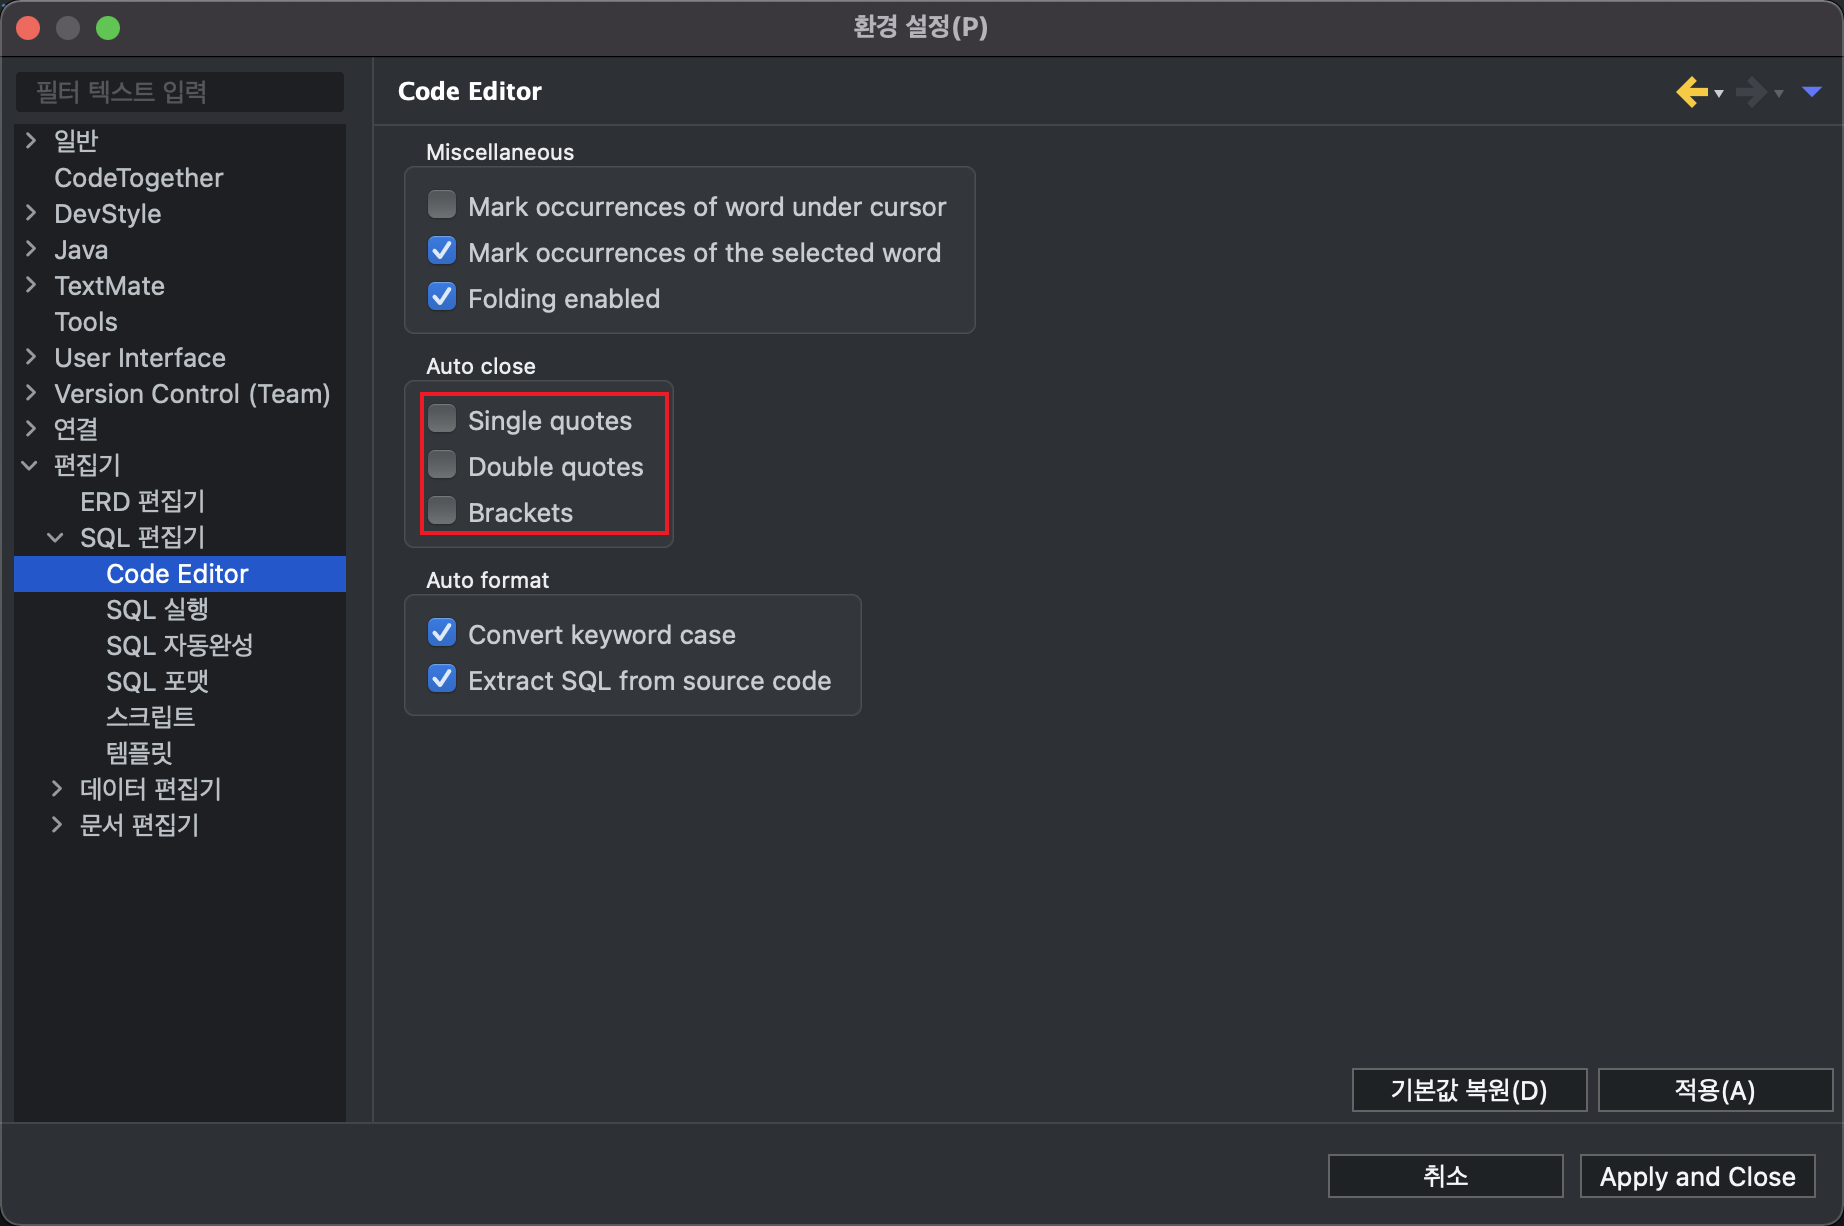 환경 설정(P)
필터 텍스트 입력
일반
CodeTogether
DevStyle
Java
TextMate
Tools
User Interface
Version Control (Team)
연결
편집기
ERD 편집기
SQL 편집기
Code Editor
SQL 실행
SQL 자동완성
SQL 포맷
스크립트
템플릿
데이터 편집기
문서 편집기
Code Editor
Miscellaneous
Mark occurrences of word under cursor
Mark occurrences of the selected word
Folding enabled
Auto close
Single quotes
Double quotes
Brackets
Auto format
Convert keyword case
Extract SQL from source code
기본값 복원(D)
적용(A)
취소
Apply and Close